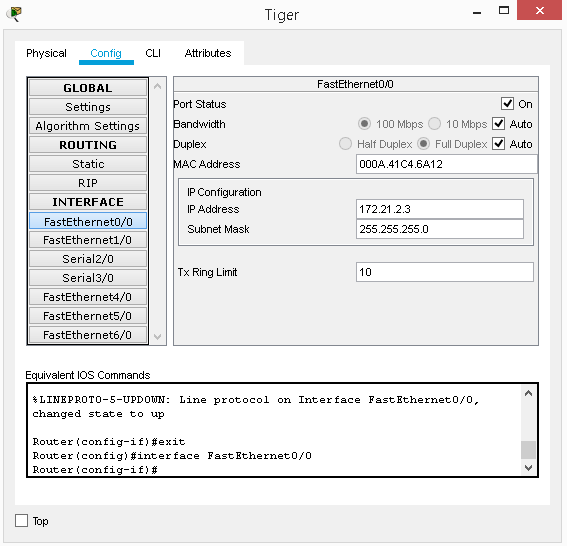 Tiger
Physical Config CLI Attributes
GLOBAL
Settings
Algorithm Settings
ROUTING
Static
RIP
INTERFACE
FastEthernet0/0
FastEthernet1/0
Serial2/0
Serial3/0
FastEthernet4/0
FastEthernet5/0
FastEthernet6/0
FastEthernet0/0
Port Status On
Bandwidth 100 Mbps 10 Mbps Auto
Duplex Half Duplex Full Duplex Auto
MAC Address 000A.41C4.6A12
IP Configuration
IP Address 172.21.2.3
Subnet Mask 255.255.255.0
Tx Ring Limit 10
Equivalent IOS Commands
%LINEPROTO-5-UPDOWN: Line protocol on Interface FastEthernet0/0,
changed state to up
Router(config-if)#exit
Router(config)#interface FastEthernet0/0
Router(config-if)#
Top